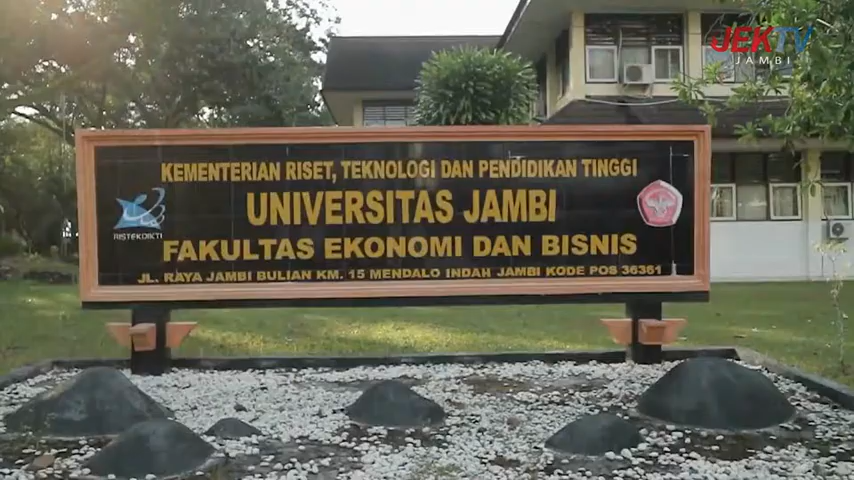 JEKTV
JAMBI
KEMENTERIAN RISET, TEKNOLOGI DAN PENDIDIKAN TINGGI
UNIVERSITAS JAMBI
RISTEKDIKTI
FAKULTAS EKONOMI DAN BISNIS
JL. RAYA JAMBI BULIAN KM. 15 MENDALO INDAH JAMBI KODE POS 36361